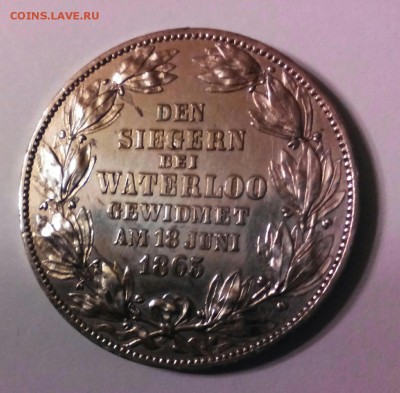 COINS.LAVE.RU
DEN
SIEGERN
BEI
WATERLOO
GEWIDMET
AM 18 JUNI
1865